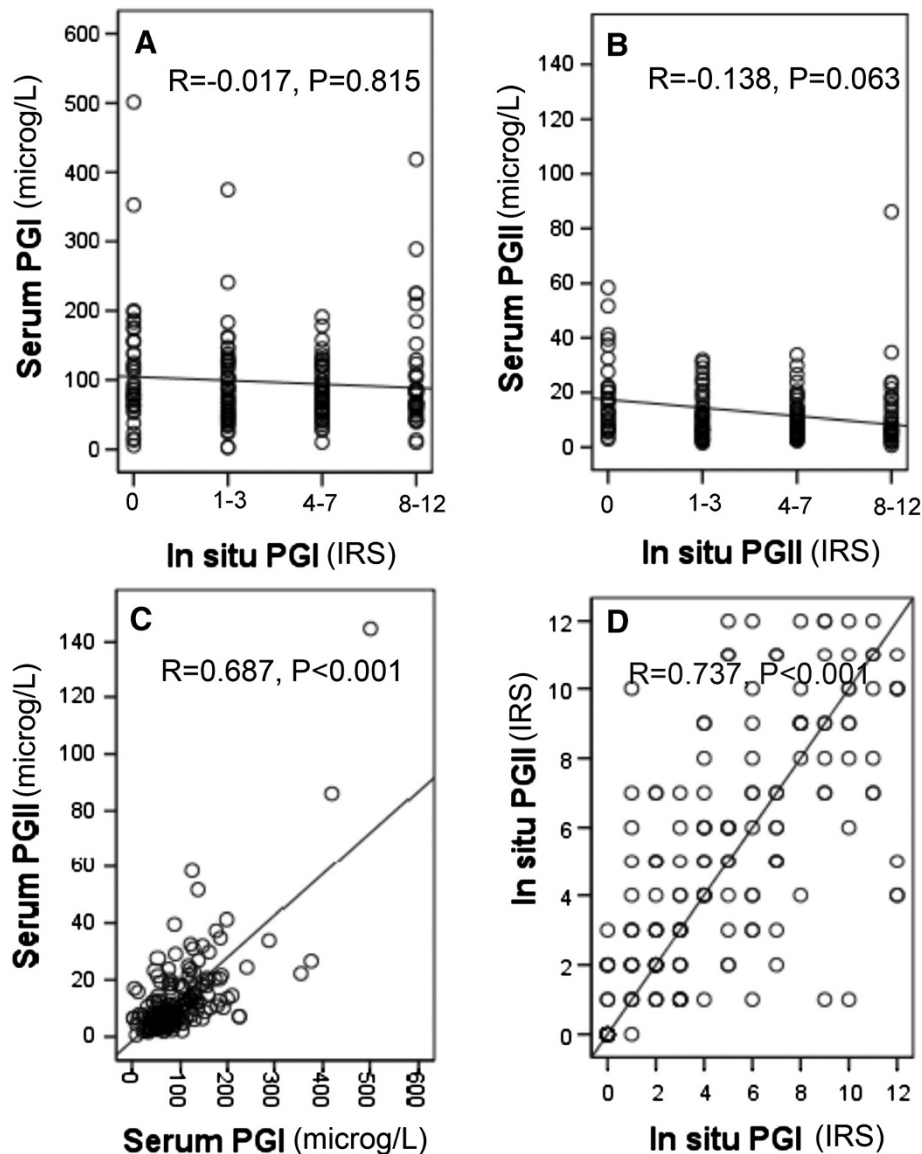 A
R=-0.017, P=0.815
Serum PGI (microg/L)
600
500
400
300
200
100
0
0 1-3 4-7 8-12
In situ PGI (IRS)
B
R=-0.138, P=0.063
Serum PGII (microg/L)
140
120
100
80
60
40
20
0
0 1-3 4-7 8-12
In situ PGII (IRS)
C
R=0.687, P<0.001
Serum PGII (microg/L)
140
120
100
80
60
40
20
0
0 100 200 300 400 500 600
Serum PGI (microg/L)
D
R=0.737, P<0.001
In situ PGII (IRS)
12
10
8
6
4
2
0
0 2 4 6 8 10 12
In situ PGI (IRS)